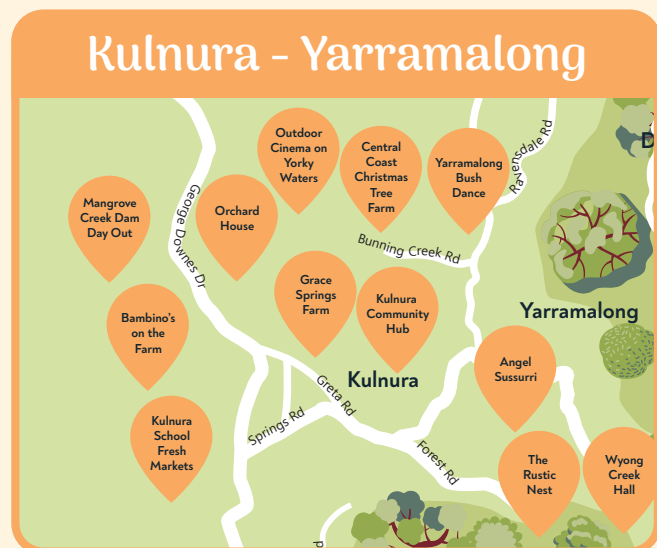 Kulnura - Yarramalong
Outdoor
Cinema on
Yorky
Waters
Central
Coast
Christmas
Tree
Farm
Yarramalong
Bush
Dance
Ravensdale Rd
Mangrove
Creek Dam
Day Out
George Downes Dr
Orchard
House
Bunning Creek Rd
Grace
Springs
Farm
Kulnura
Community
Hub
Yarramalong
Bambino's
on the
Farm
Angel
Sussurri
Kulnura
Greta Rd
Springs Rd
Kulnura
School
Fresh
Markets
Forest Rd
The
Rustic
Nest
Wyong
Creek
Hall